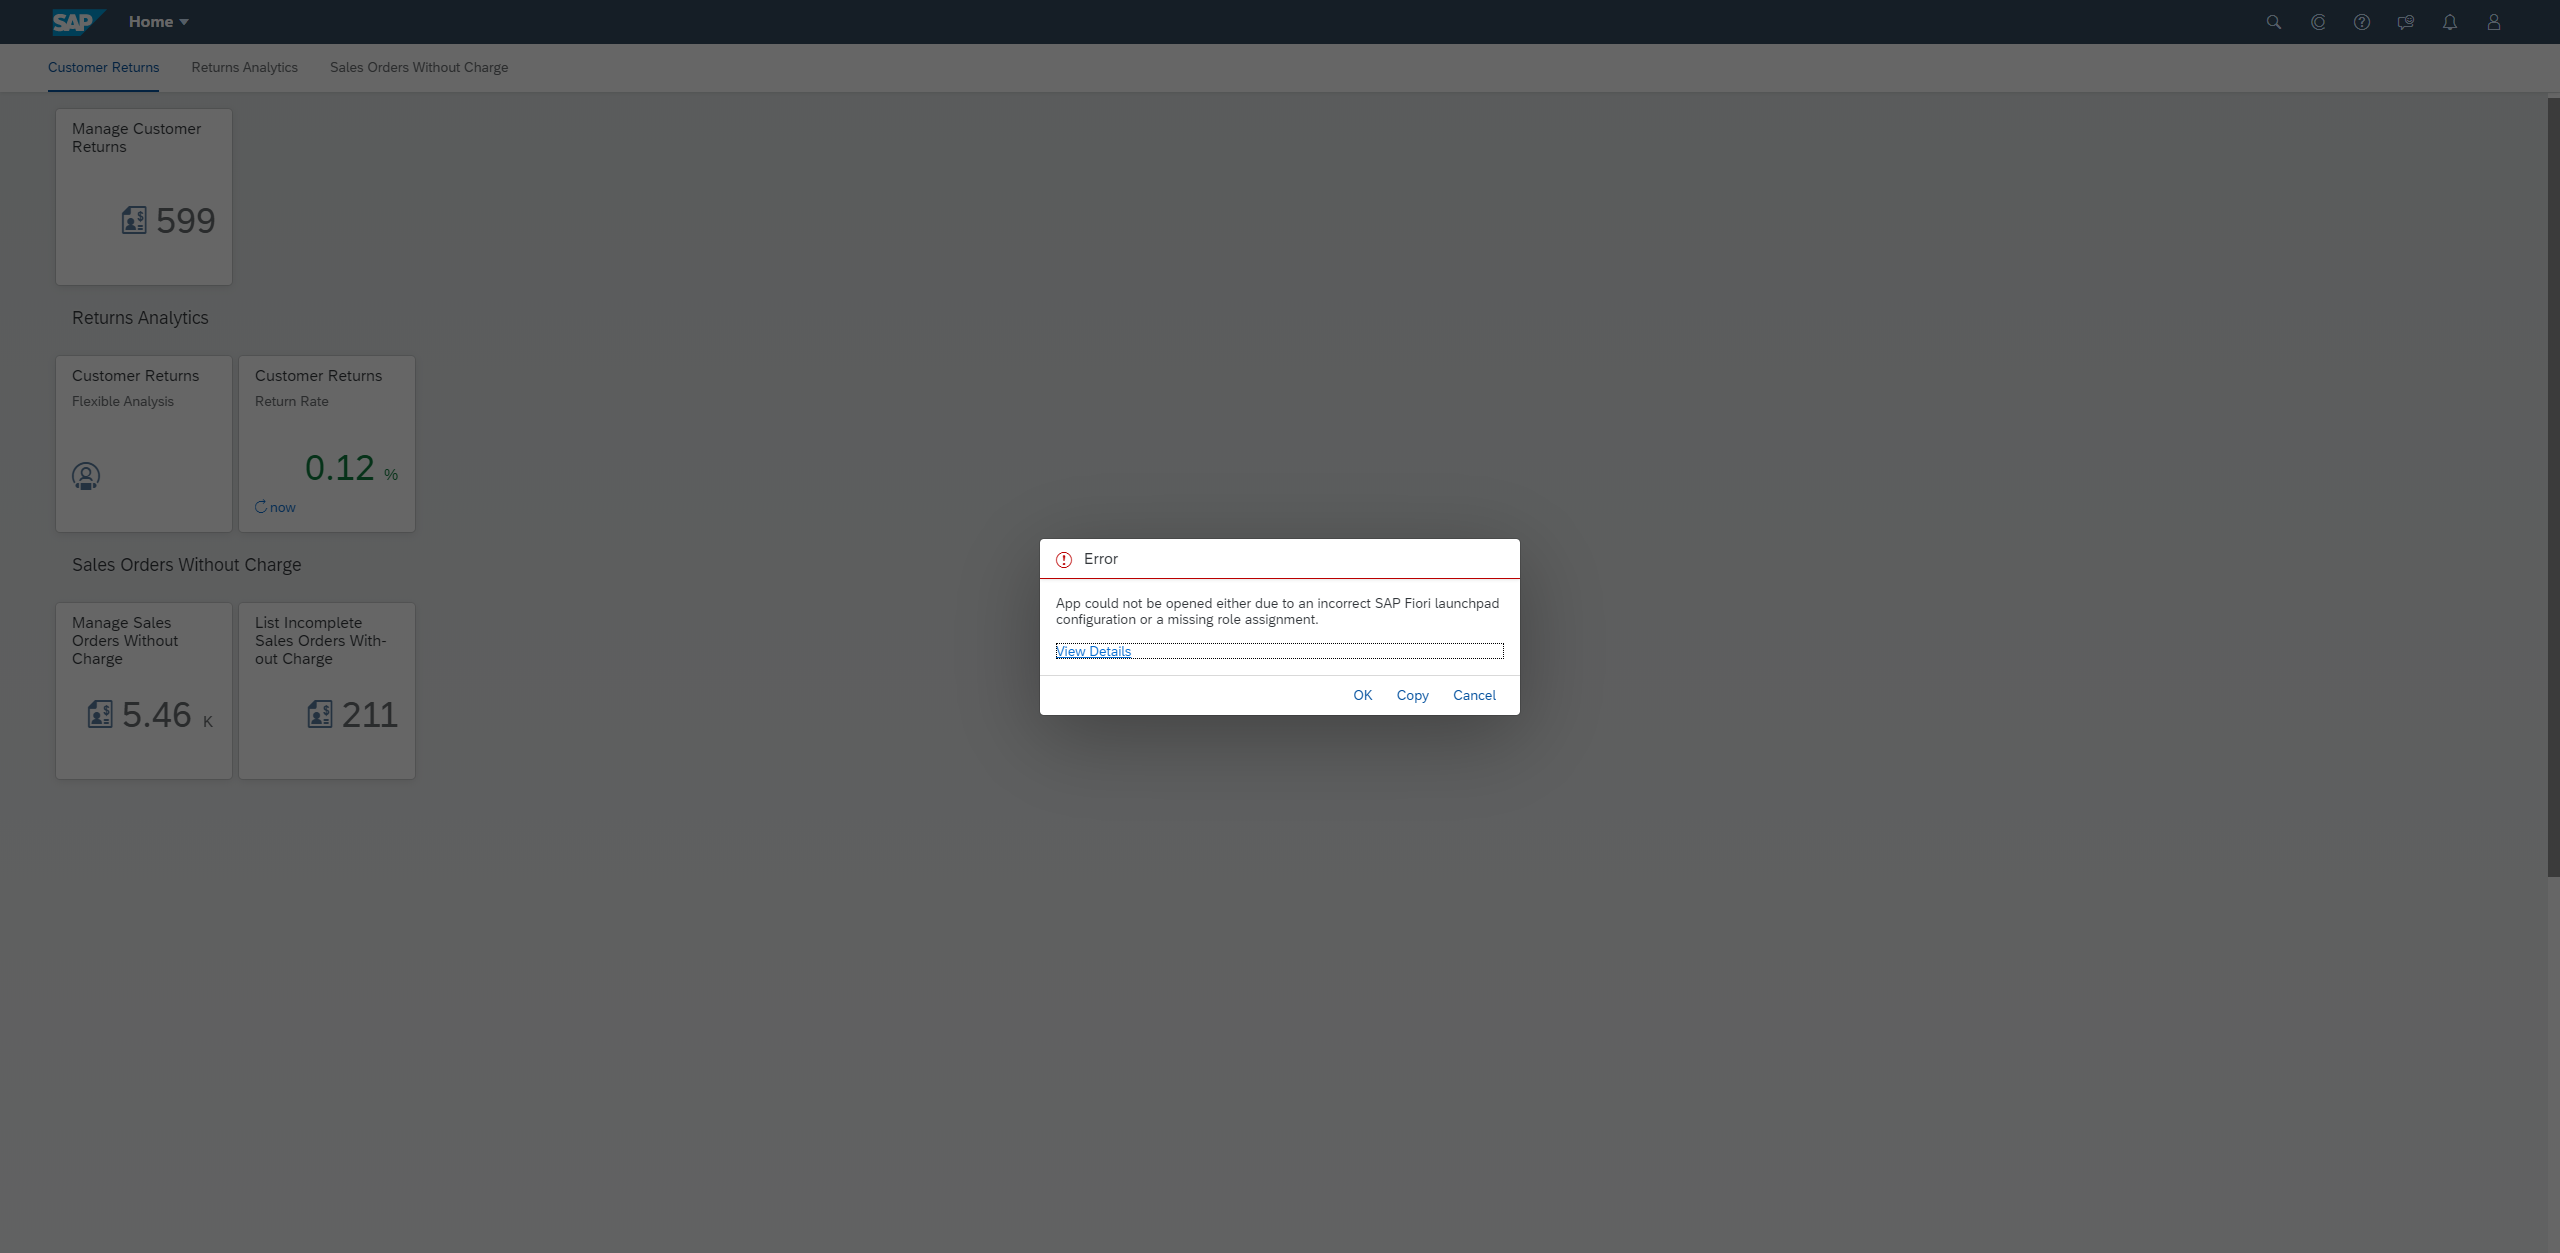 SAP Home
Customer Returns Returns Analytics Sales Orders Without Charge
Manage Customer
Returns
599
Returns Analytics
Customer Returns
Flexible Analysis
Customer Returns
Return Rate
0.12 %
now
Sales Orders Without Charge
Manage Sales
Orders Without
Charge
5.46 K
List Incomplete
Sales Orders With-
out Charge
211
Error
App could not be opened either due to an incorrect SAP Fiori launchpad
configuration or a missing role assignment.
View Details
OK Copy Cancel